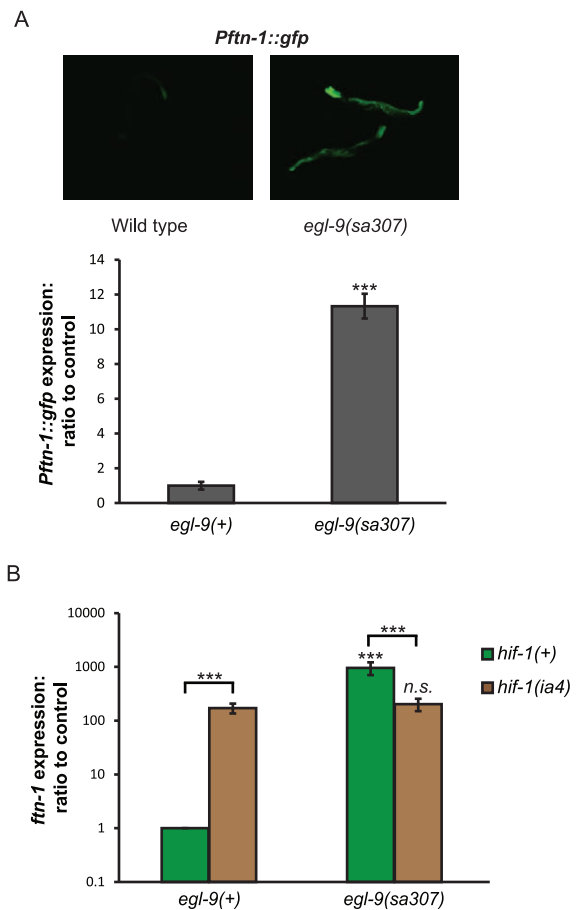 A
Pftn-1::gfp
Wild type
egl-9(sa307)
Pftn-1::gfp expression:
ratio to control
14
12
10
8
6
4
2
0
***
egl-9(+)
egl-9(sa307)
B
ftn-1 expression:
ratio to control
10000
1000
100
10
1
0.1
***
***
***
n.s.
hif-1(+)
hif-1(ia4)
egl-9(+)
egl-9(sa307)